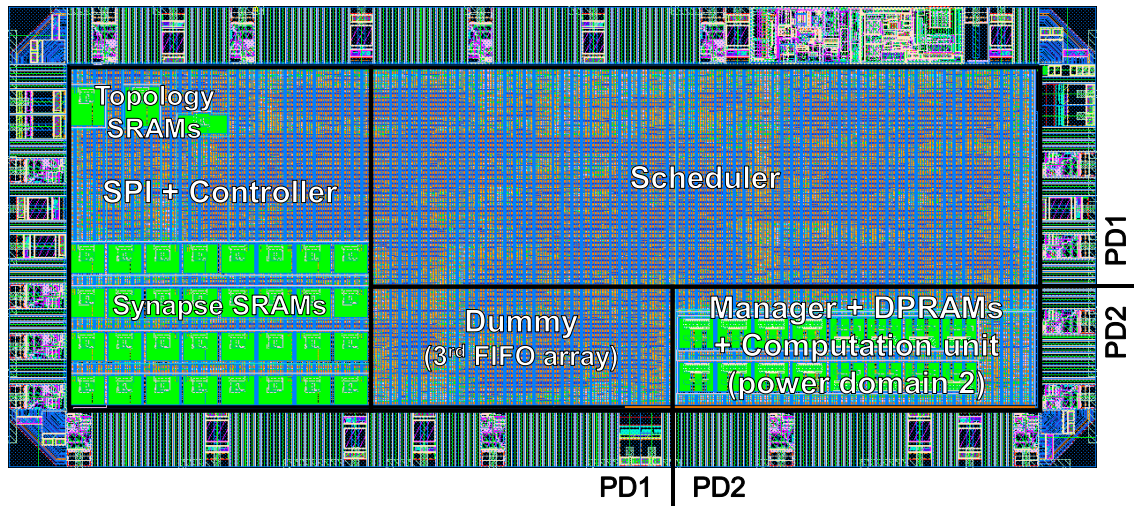 Topology
SRAMs
SPI + Controller
Scheduler
Synapse SRAMs
Dummy
(3rd FIFO array)
Manager + DPRAMs
+ Computation unit
(power domain 2)
PD1
PD2
PD1
PD2